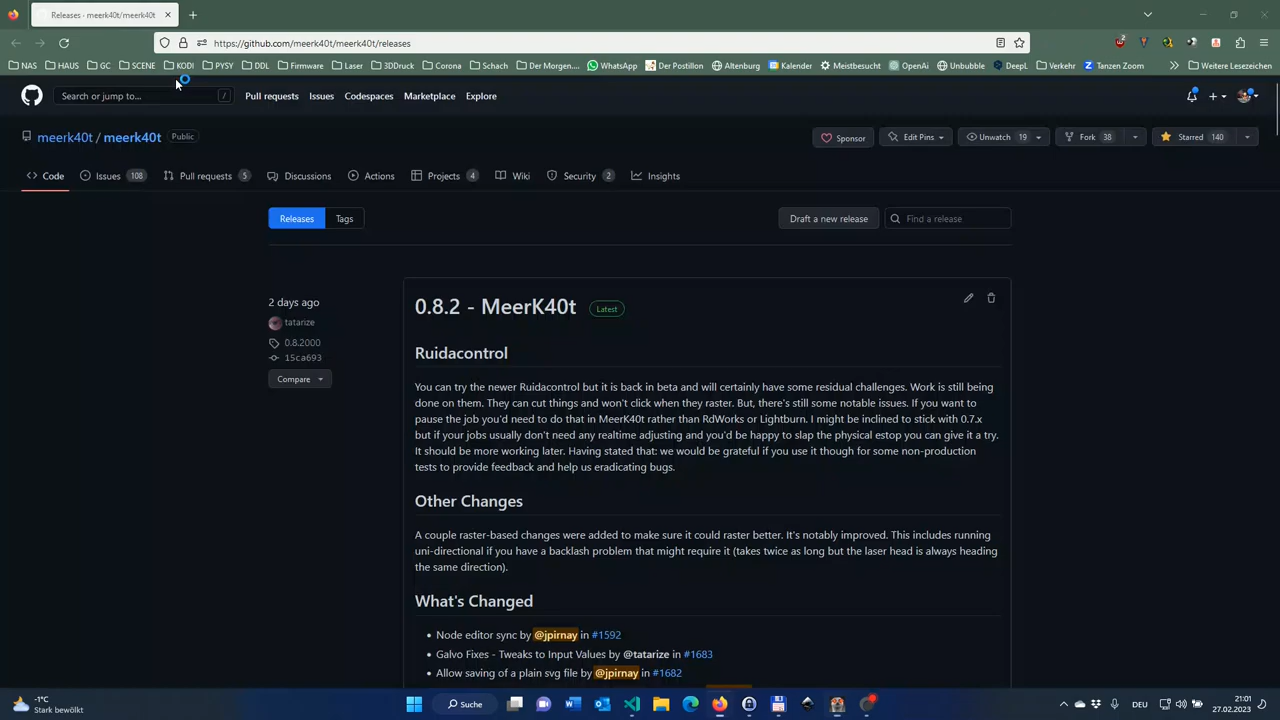 Releases - meerk40t/meerk40t
https://github.com/meerk40t/meerk40t/releases
NAS HAUS GC SCENE KODI PYSY DDL Firmware Laser 3DDruck Corona Schach Der Morgen.... WhatsApp Der Postillon Altenburg Kalender Mestbesucht OpenAi Unbubble DeepL Verkehr Tanzen Zoom Weitere Lesezeichen
Search or jump to... / Pull requests Issues Codespaces Marketplace Explore
meerk40t / meerk40t Public
Sponsor Edit Pins Unwatch 19 Fork 38 Starred 140
Code Issues 108 Pull requests 5 Discussions Actions Projects 4 Wiki Security 2 Insights
Releases Tags
Draft a new release Find a release
2 days ago
tatarize
0.8.2000
15ca693
Compare
0.8.2 - MeerK40t Latest
Ruidacontrol
You can try the newer Ruidacontrol but it is back in beta and will certainly have some residual challenges. Work is still being
done on them. They can cut things and won't click when they raster. But, there's still some notable issues. If you want to
pause the job you'd need to do that in MeerK40t rather than RdWorks or Lightburn. I might be inclined to stick with 0.7.x
but if your jobs usually don't need any realtime adjusting and you'd be happy to slap the physical estop you can give it a try.
It should be more working later. Having stated that: we would be grateful if you use it though for some non-production
tests to provide feedback and help us eradicating bugs.
Other Changes
A couple raster-based changes were added to make sure it could raster better. It's notably improved. This includes running
uni-directional if you have a backlash problem that might require it (takes twice as long but the laser head is always heading
the same direction).
What's Changed
Node editor sync by @jpirnay in #1592
Galvo Fixes - Tweaks to Input Values by @tatarize in #1683
Allow saving of a plain svg file by @jpirnay in #1682
-1°C
Stark bewölkt
Suche
DEU
21:01
27.02.2023